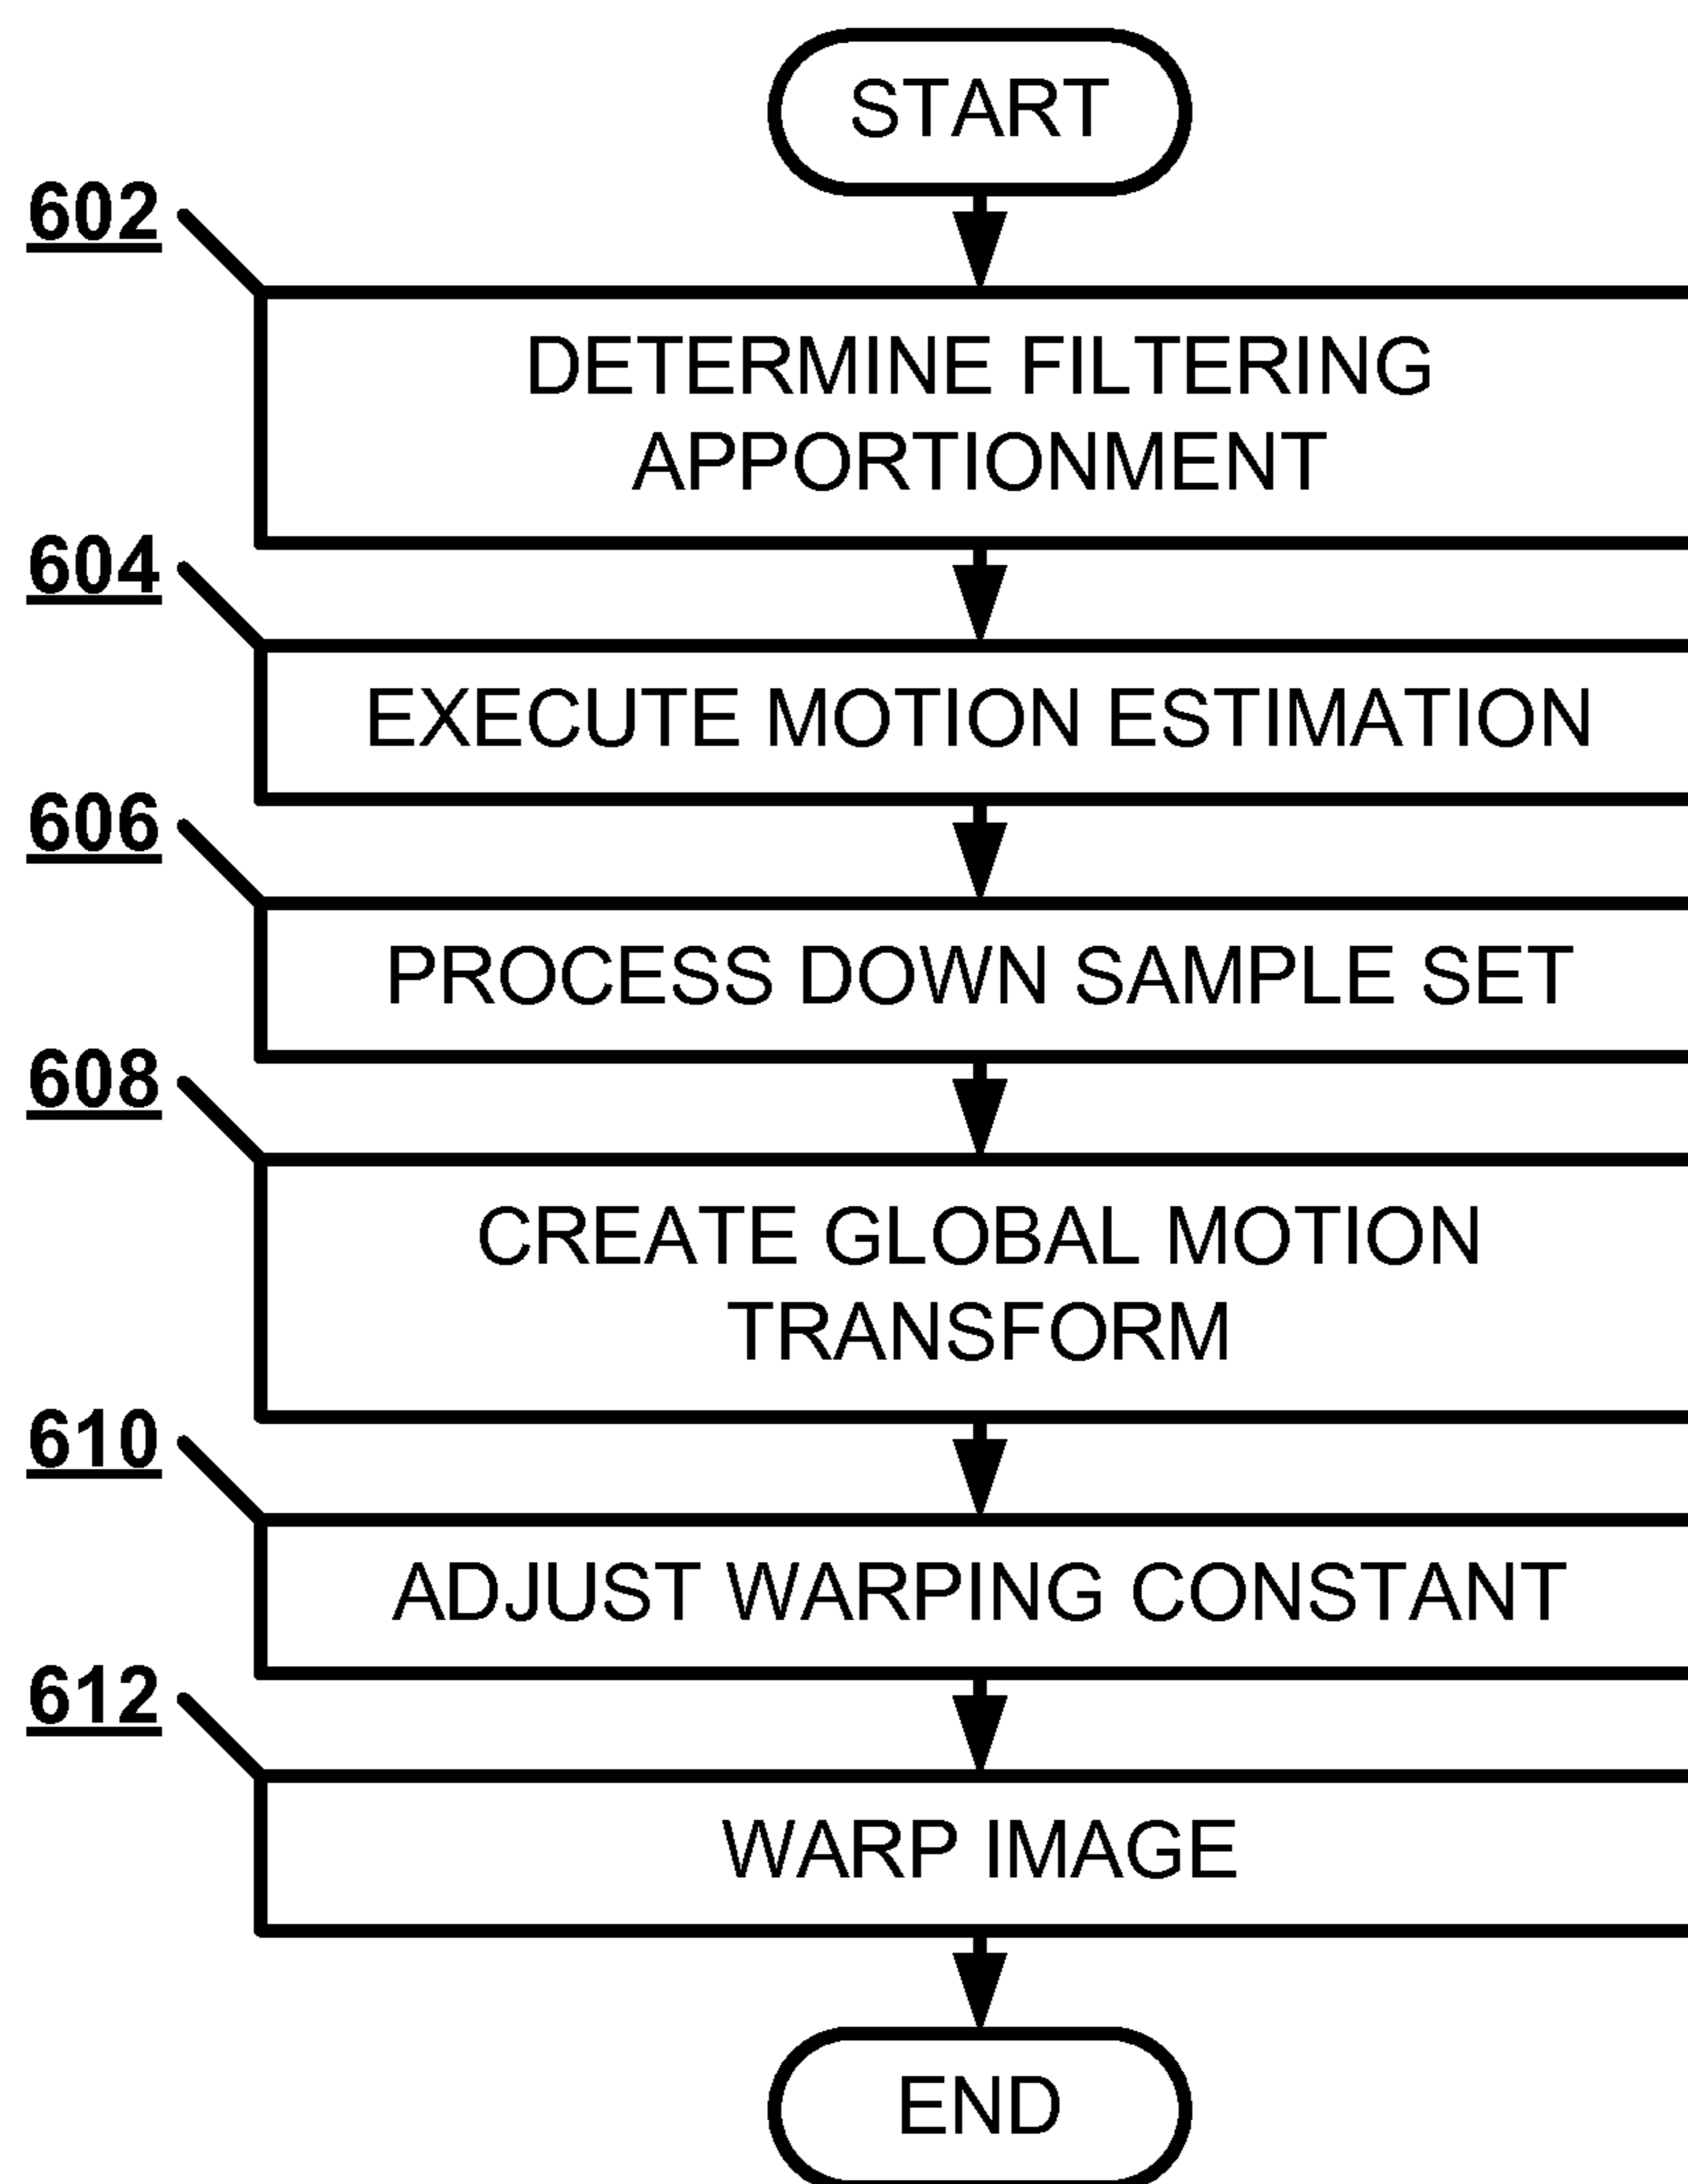 START
602
DETERMINE FILTERING
APPORTIONMENT
604
EXECUTE MOTION ESTIMATION
606
PROCESS DOWN SAMPLE SET
608
CREATE GLOBAL MOTION
TRANSFORM
610
ADJUST WARPING CONSTANT
612
WARP IMAGE
END